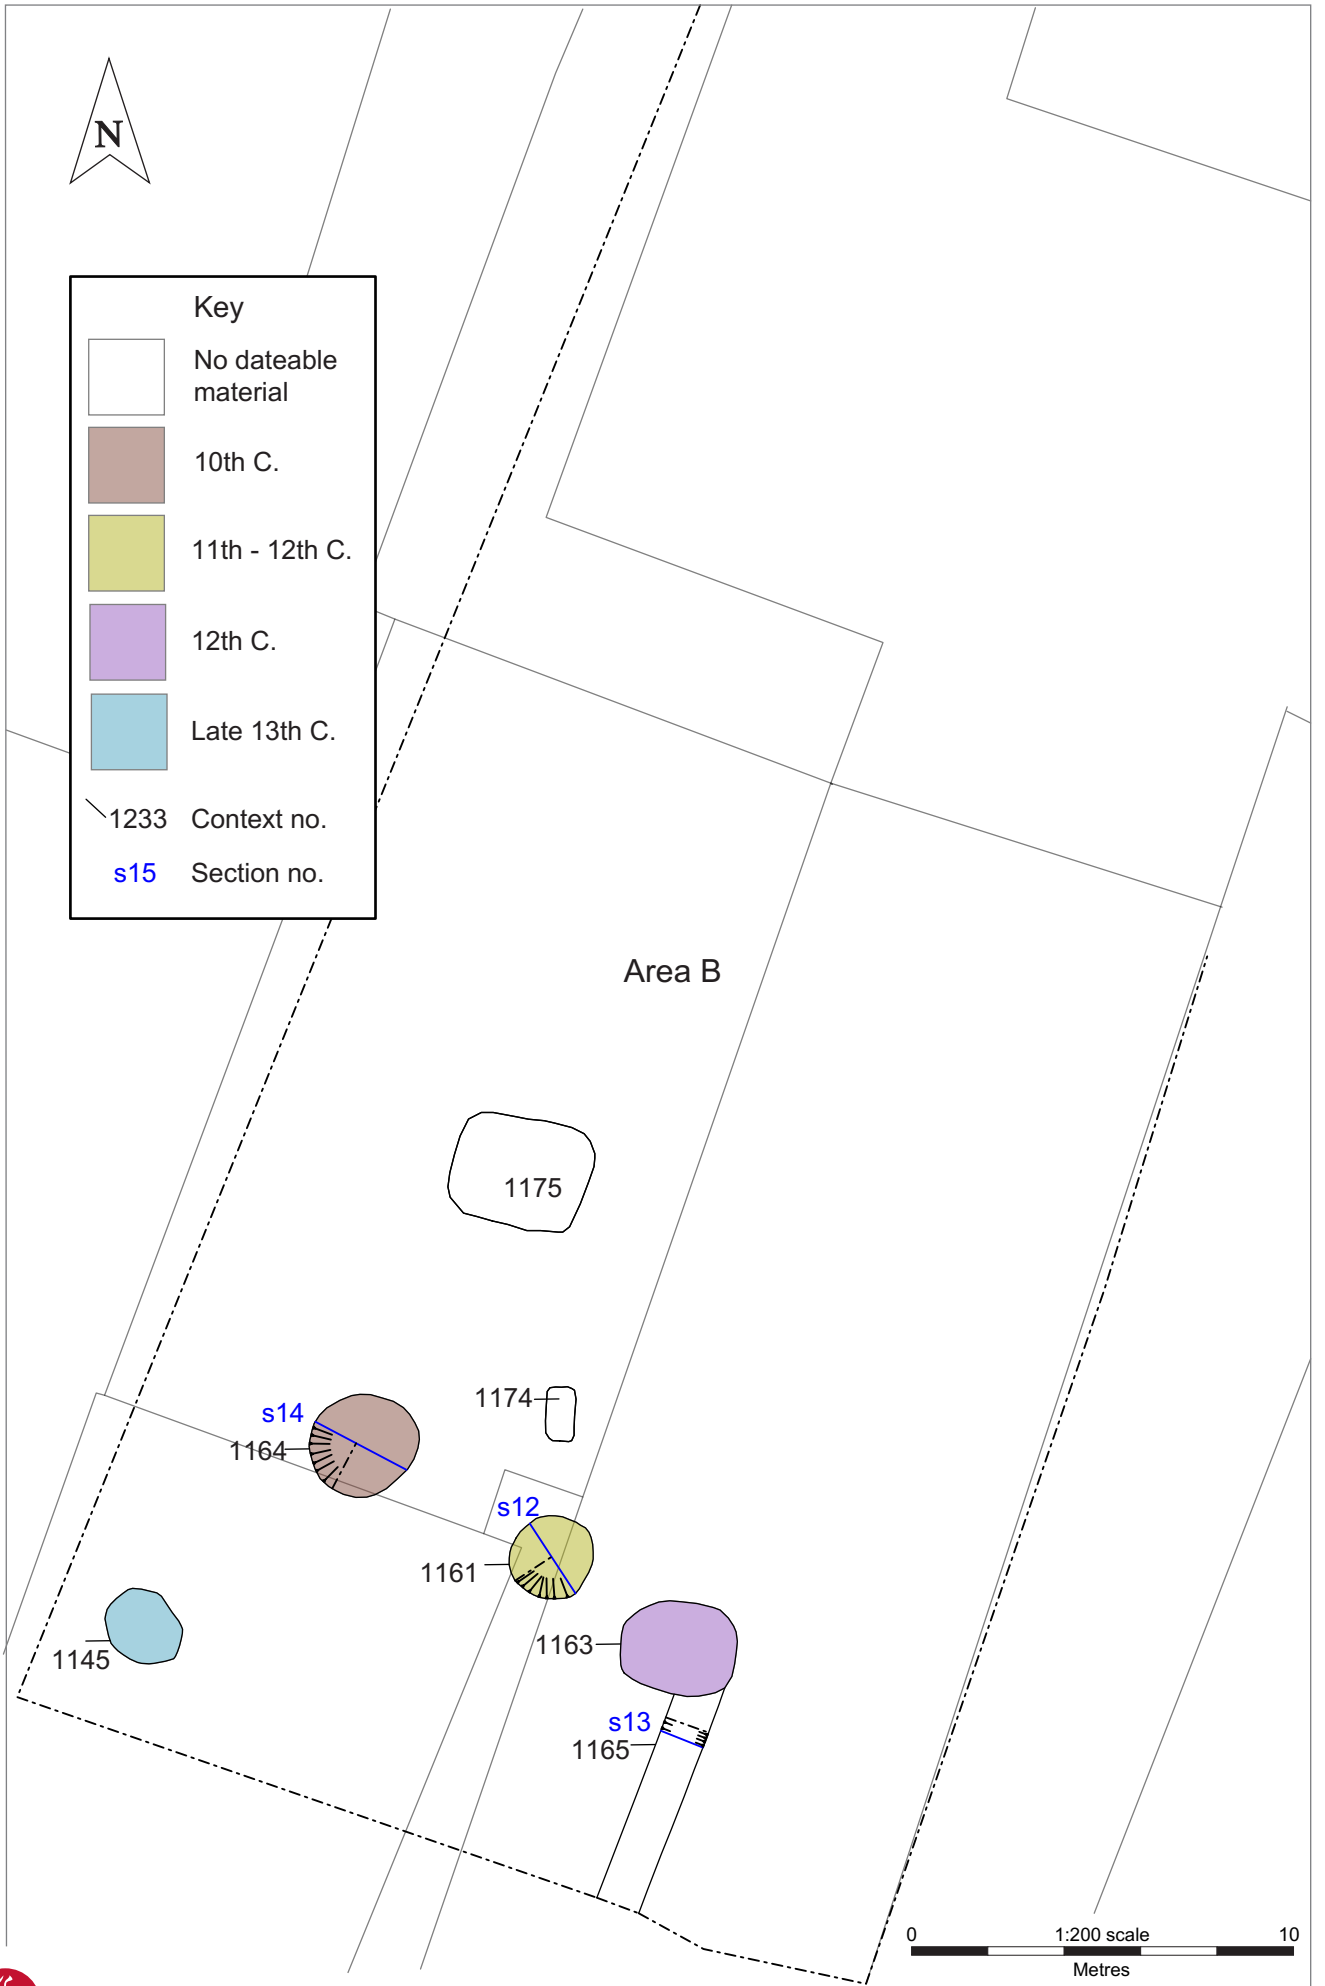 N
Key
No dateable
material
10th C.
11th - 12th C.
12th C.
Late 13th C.
1233 Context no.
s15 Section no.
Area B
1175
1174
s14
1164
s12
1161
1163
1145
s13
1165
0 1:200 scale 10
Metres